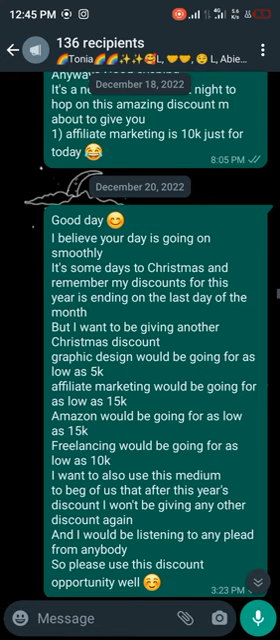 12:45 PM
136 recipients
🌈Tonia🌈✨✨🥰L, 💛💛, 😌 L, Abie...
Anyways
It's a night to
December 18, 2022
hop on this amazing discount m
about to give you
1) affiliate marketing is 10k just for
today 😂
8:05 PM
December 20, 2022
Good day 😊
I believe your day is going on
smoothly
It's some days to Christmas and
remember my discounts for this
year is ending on the last day of the
month
But I want to be giving another
Christmas discount
graphic design would be going for as
low as 5k
affiliate marketing would be going for
as low as 15k
Amazon would be going for as low
as 15k
Freelancing would be going for as
low as 10k
I want to also use this medium
to beg of us that after this year's
discount I won't be giving any other
discount again
And I would be listening to any plead
from anybody
So please use this discount
opportunity well ☺️
3:23 PM
Message